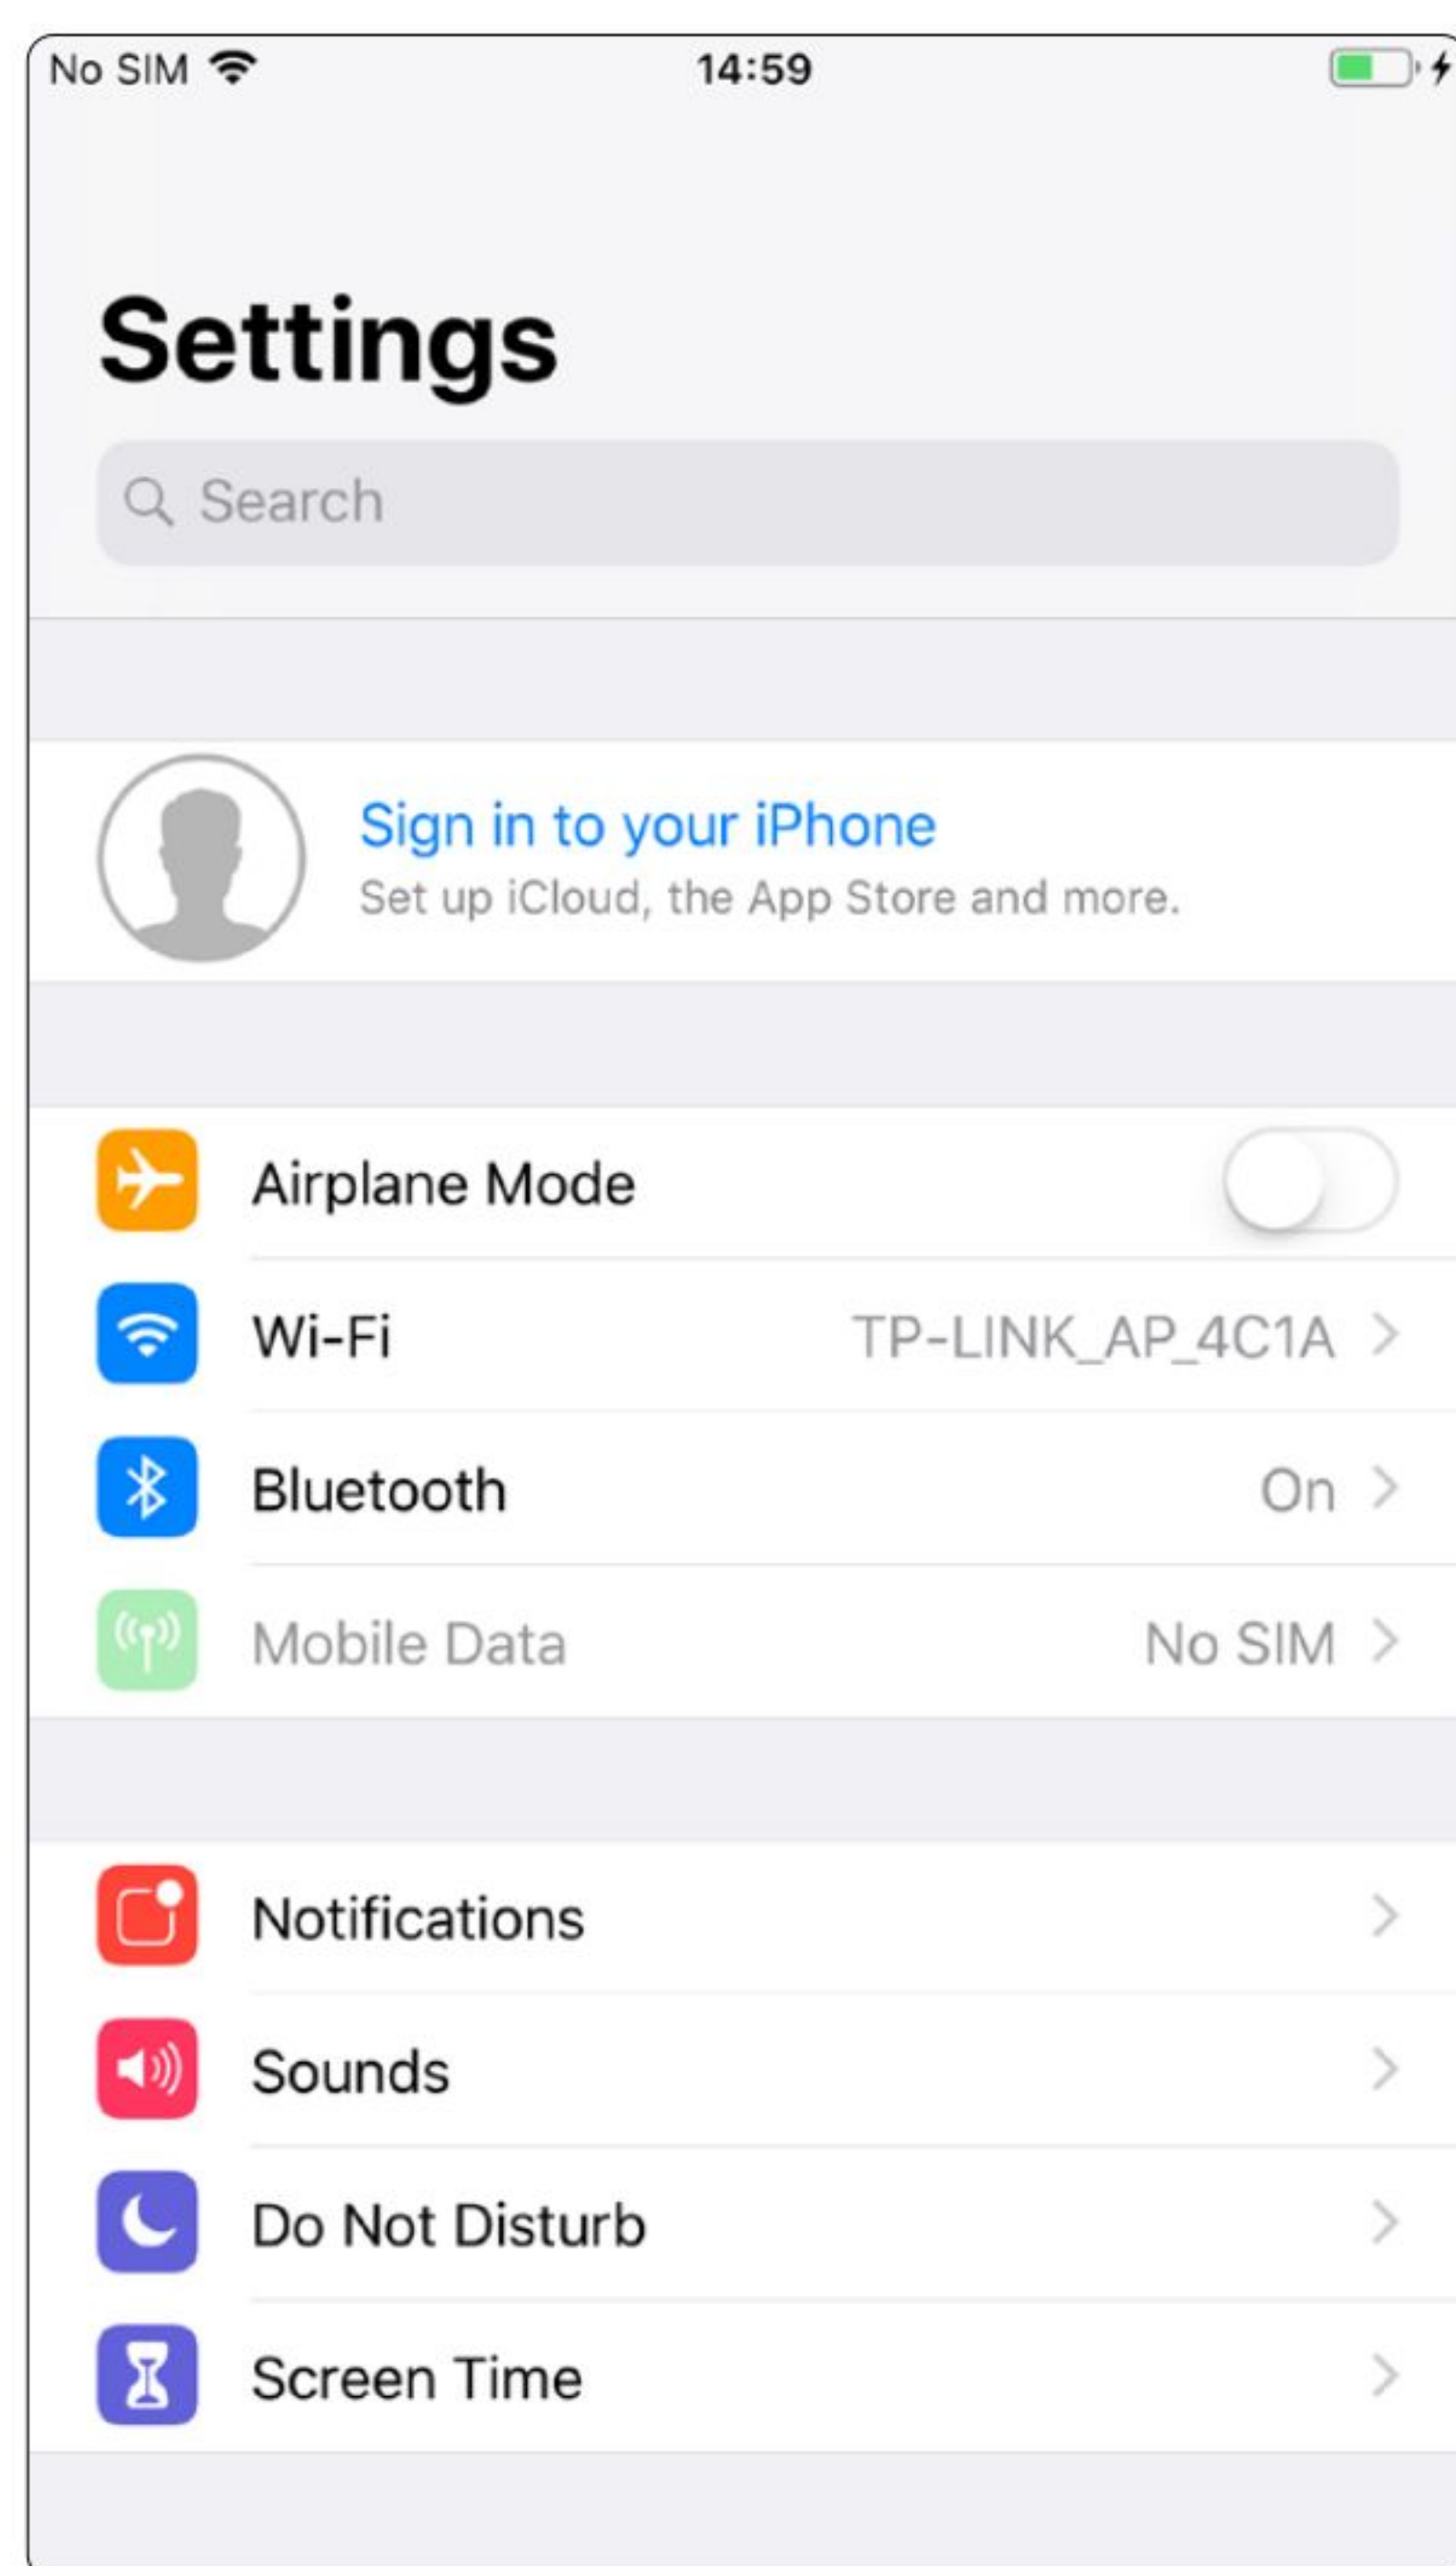 No SIM 14:59
Settings
Search
Sign in to your iPhone
Set up iCloud, the App Store and more.
Airplane Mode
Wi-Fi TP-LINK_AP_4C1A
Bluetooth On
Mobile Data No SIM
Notifications
Sounds
Do Not Disturb
Screen Time